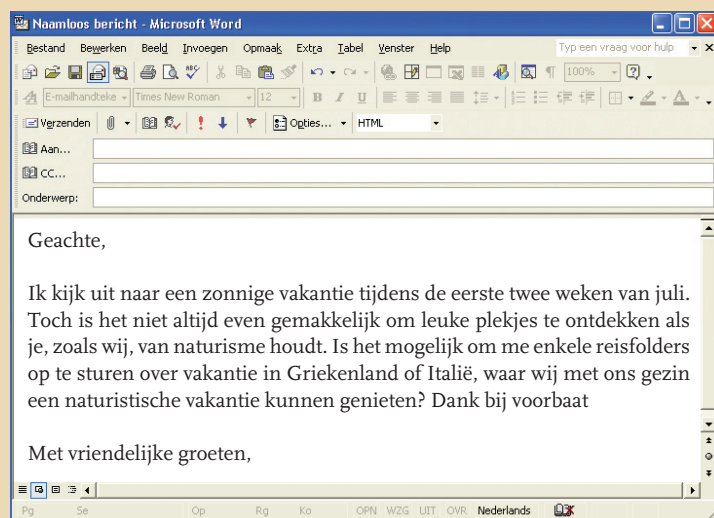 Naamloos bericht - Microsoft Word
Bestand Bewerken Beeld Invoegen Opmaak Extra Tabel Venster Help Typ een vraag voor hulp
100%
E-mailhandteke Times New Roman 12 B I U
Verzenden Opties... HTML
Aan...
CC...
Onderwerp:
Geachte,
Ik kijk uit naar een zonnige vakantie tijdens de eerste twee weken van juli.
Toch is het niet altijd even gemakkelijk om leuke plekjes te ontdekken als
je, zoals wij, van naturisme houdt. Is het mogelijk om me enkele reisfolders
op te sturen over vakantie in Griekenland of Italië, waar wij met ons gezin
een naturistische vakantie kunnen genieten? Dank bij voorbaat
Met vriendelijke groeten,
Pg Se Op Rg Ko OPN WZG UIT OVR Nederlands